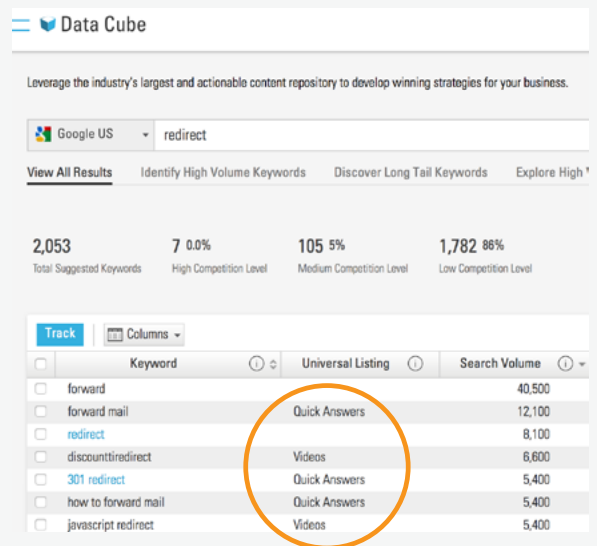 Data Cube
Leverage the industry's largest and actionable content repository to develop winning strategies for your business.
Google US redirect
View All Results Identify High Volume Keywords Discover Long Tail Keywords Explore High
2,053 7 0.0% 105 5% 1,782 86%
Total Suggested Keywords High Competition Level Medium Competition Level Low Competition Level
Track Columns
Keyword Universal Listing Search Volume
forward 40,500
forward mail Quick Answers 12,100
redirect 8,100
discounttiredirect Videos 6,600
301 redirect Quick Answers 5,400
how to forward mail Quick Answers 5,400
javascript redirect Videos 5,400